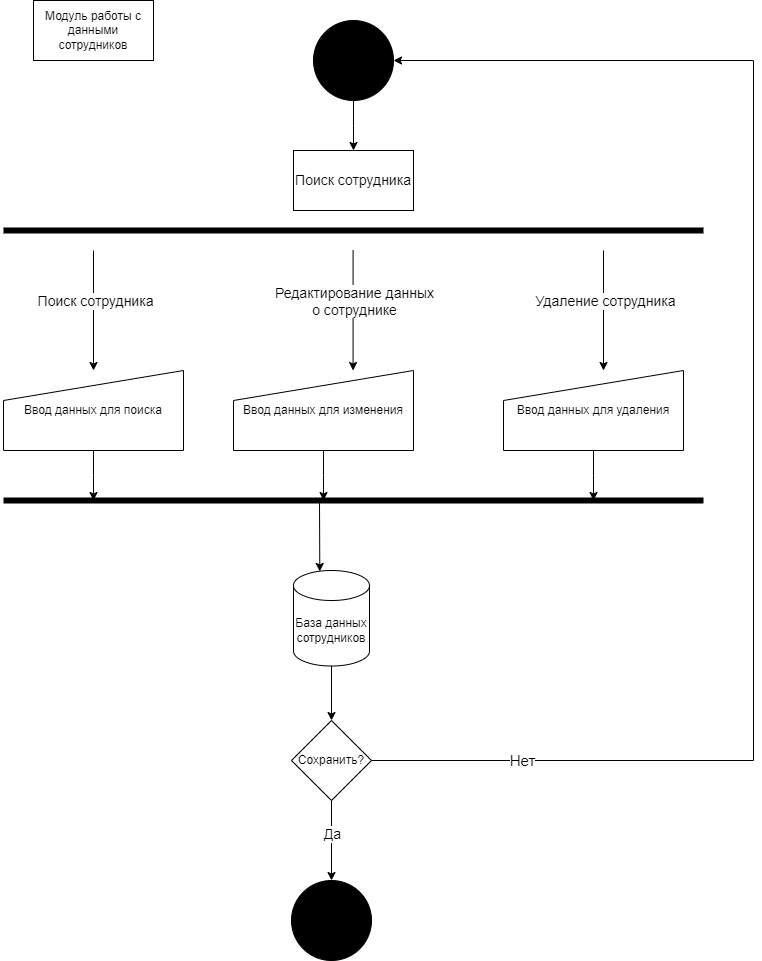 Модуль работы с
данными
сотрудников
Поиск сотрудника
Поиск сотрудника
Редактирование данных
о сотруднике
Удаление сотрудника
Ввод данных для поиска
Ввод данных для изменения
Ввод данных для удаления
База данных
сотрудников
Сохранить?
Нет
Да